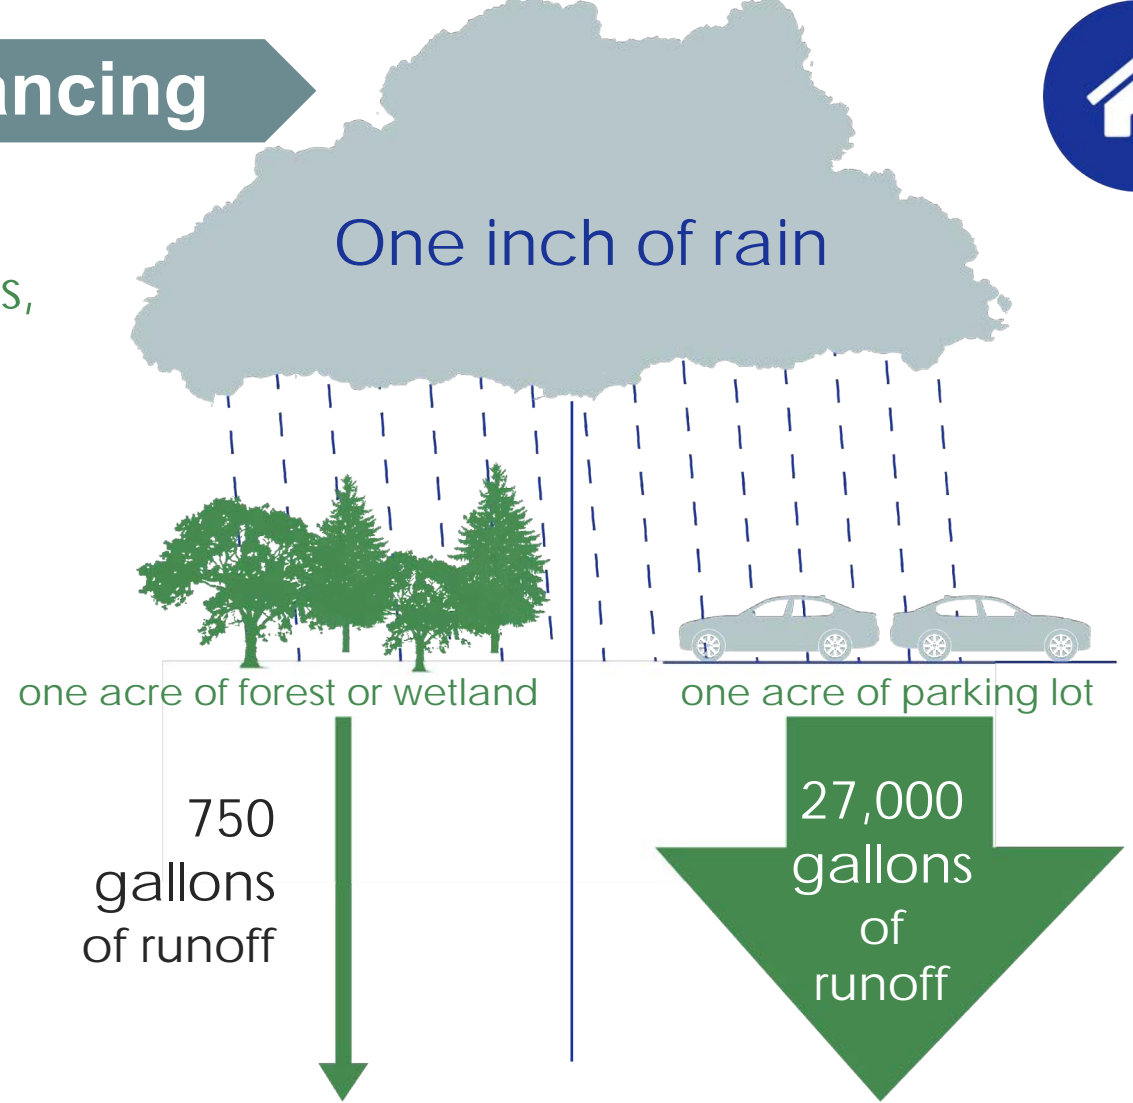 ancing
One inch of rain
s,
one acre of forest or wetland
one acre of parking lot
750
gallons
of runoff
27,000
gallons
of
runoff